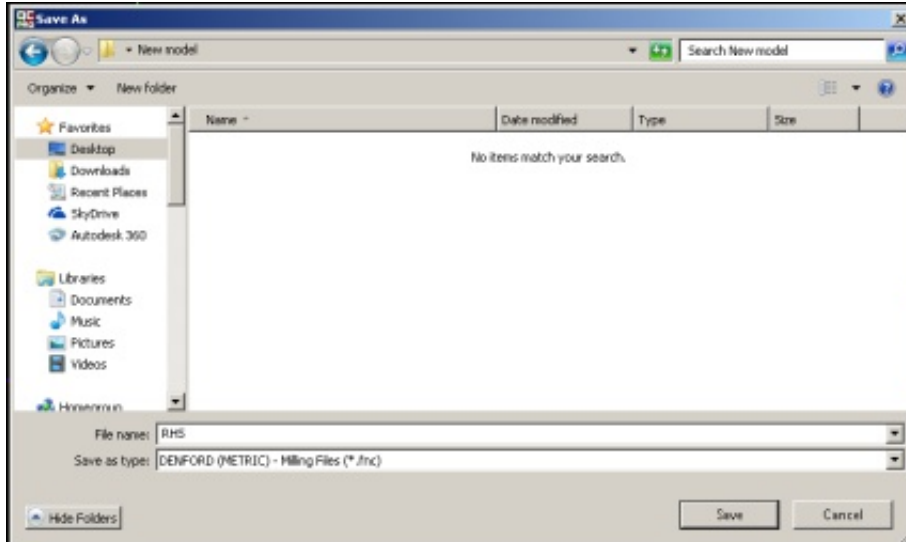 Save As
New model
Search New model
Organize
New folder
Name
Date modified
Type
Size
Favorites
Desktop
Downloads
Recent Places
SkyDrive
Autodesk 360
Libraries
Documents
Music
Pictures
Videos
Homegroup
No items match your search.
File name: RHS
Save as type: DENFORD (METRIC) - Milling Files (*.fnc)
Hide Folders
Save
Cancel